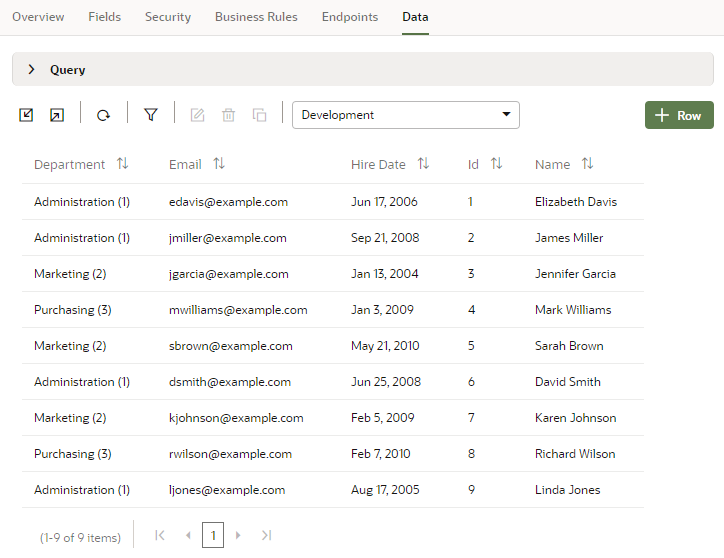 Overview Fields Security Business Rules Endpoints Data
Query
Development Row
Department Email Hire Date Id Name
Administration (1) edavis@example.com Jun 17, 2006 1 Elizabeth Davis
Administration (1) jmiller@example.com Sep 21, 2008 2 James Miller
Marketing (2) jgarcia@example.com Jan 13, 2004 3 Jennifer Garcia
Purchasing (3) mwilliams@example.com Jan 3, 2009 4 Mark Williams
Marketing (2) sbrown@example.com May 21, 2010 5 Sarah Brown
Administration (1) dsmith@example.com Jun 25, 2008 6 David Smith
Marketing (2) kjohnson@example.com Feb 5, 2009 7 Karen Johnson
Purchasing (3) rwilson@example.com Feb 7, 2010 8 Richard Wilson
Administration (1) ljones@example.com Aug 17, 2005 9 Linda Jones
(1-9 of 9 items) 1